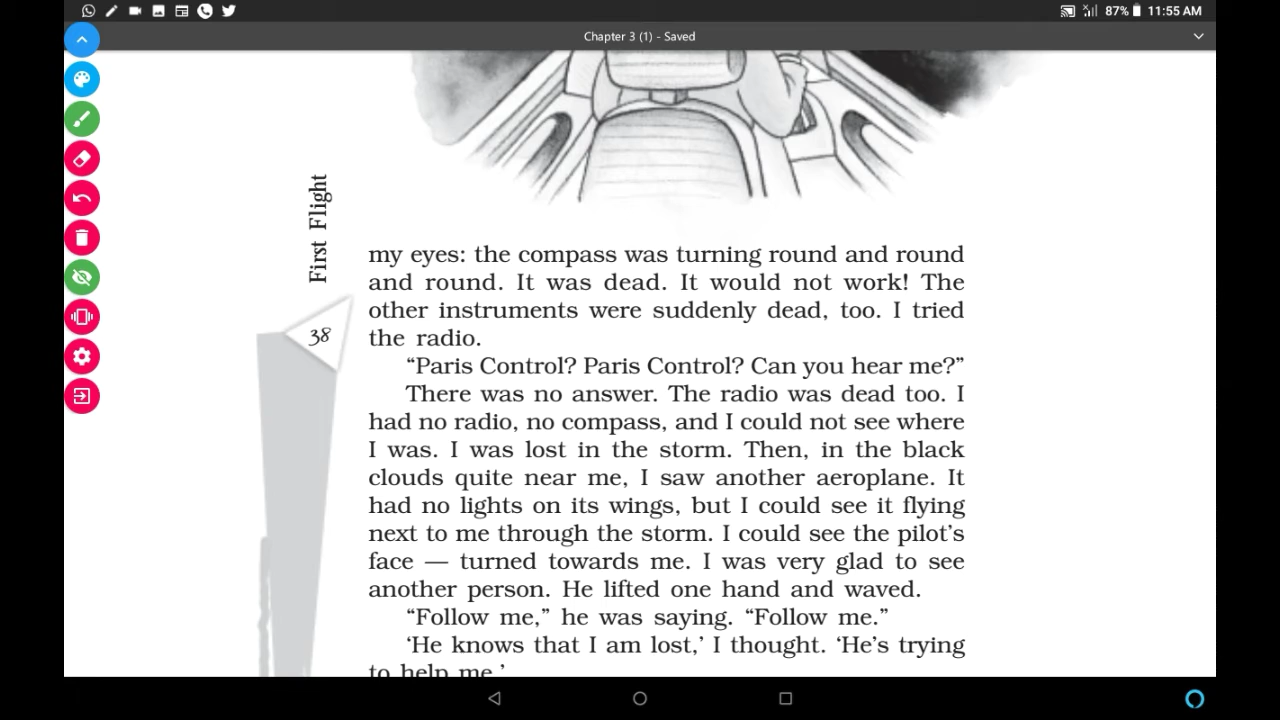 87% 11:55 AM
Chapter 3 (1) - Saved
First Flight
38
my eyes: the compass was turning round and round
and round. It was dead. It would not work! The
other instruments were suddenly dead, too. I tried
the radio.
“Paris Control? Paris Control? Can you hear me?”
There was no answer. The radio was dead too. I
had no radio, no compass, and I could not see where
I was. I was lost in the storm. Then, in the black
clouds quite near me, I saw another aeroplane. It
had no lights on its wings, but I could see it flying
next to me through the storm. I could see the pilot’s
face — turned towards me. I was very glad to see
another person. He lifted one hand and waved.
“Follow me,” he was saying. “Follow me.”
‘He knows that I am lost,’ I thought. ‘He’s trying
to help me.’